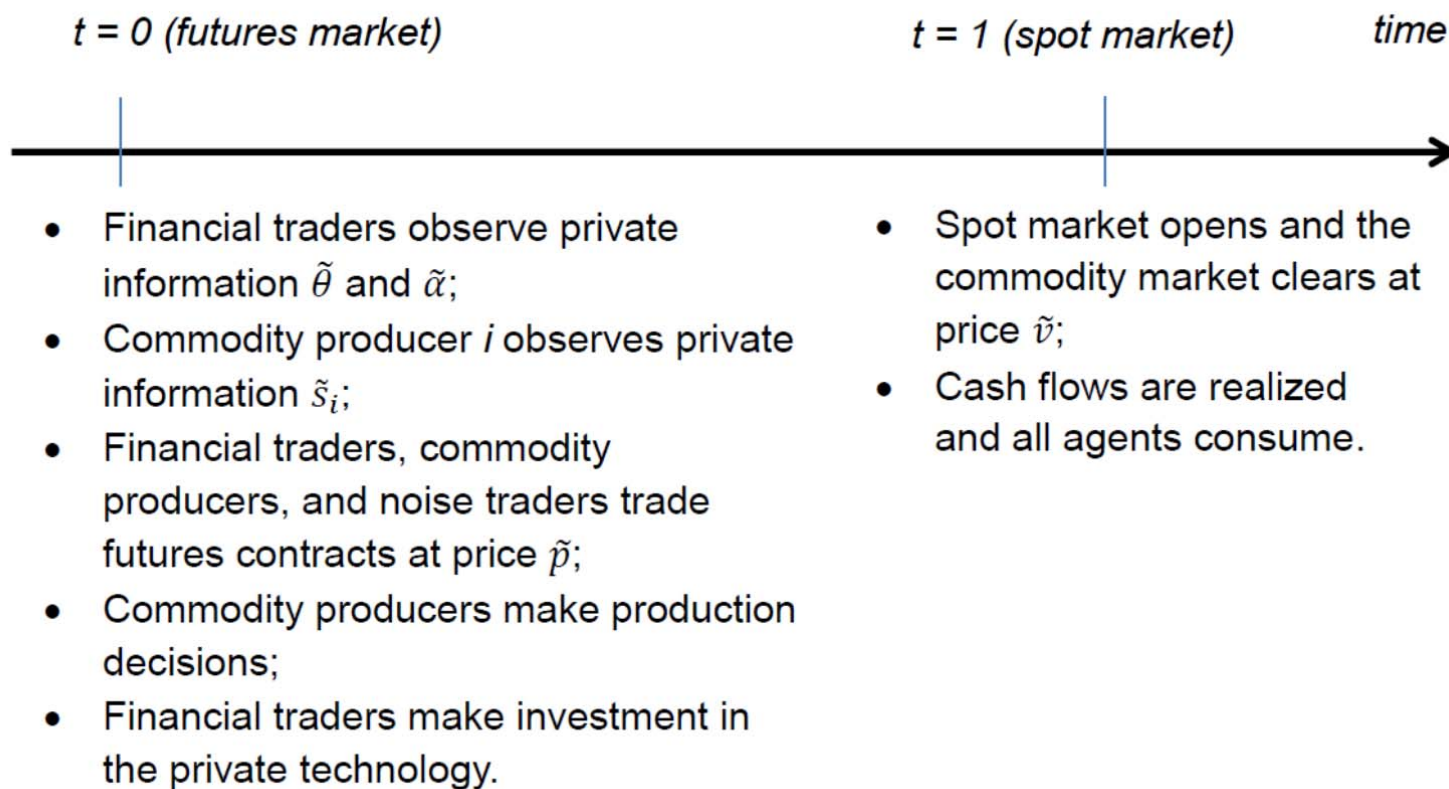 t = 0 (futures market)
t = 1 (spot market)
time
• Financial traders observe private
information θ̃ and α̃;
• Commodity producer i observes private
information s̃ᵢ;
• Financial traders, commodity
producers, and noise traders trade
futures contracts at price p̃;
• Commodity producers make production
decisions;
• Financial traders make investment in
the private technology.
• Spot market opens and the
commodity market clears at
price ṽ;
• Cash flows are realized
and all agents consume.